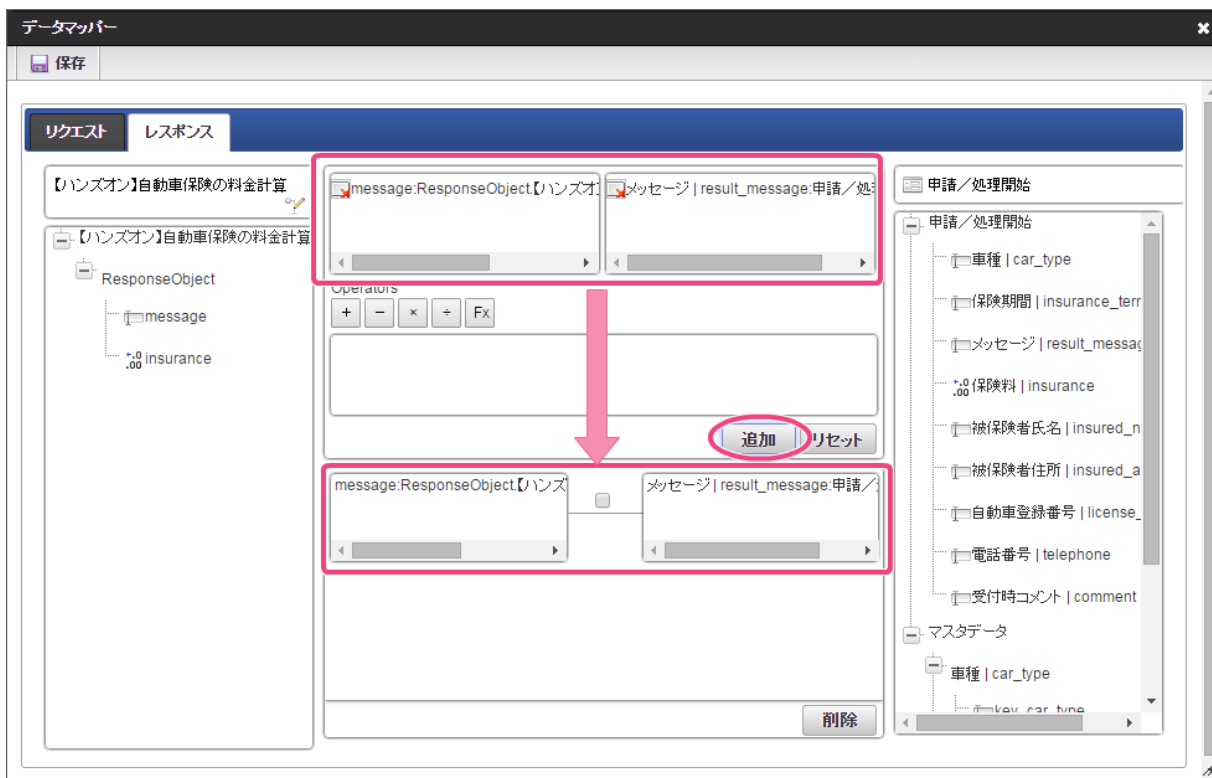 データマッパー
保存
リクエスト
レスポンス
【ハンズオン】自動車保険の料金計算
【ハンズオン】自動車保険の料金計算
ResponseObject
message
insurance
message:ResponseObject.【ハンズオ
メッセージ | result_message:申請／処
Operators
+ − × ÷ Fx
追加
リセット
message:ResponseObject.【ハンズ
メッセージ | result_message:申請／
削除
申請／処理開始
申請／処理開始
車種 | car_type
保険期間 | insurance_terr
メッセージ | result_messag
保険料 | insurance
被保険者氏名 | insured_n
被保険者住所 | insured_a
自動車登録番号 | license_
電話番号 | telephone
受付時コメント | comment
マスタデータ
車種 | car_type
key_car_type